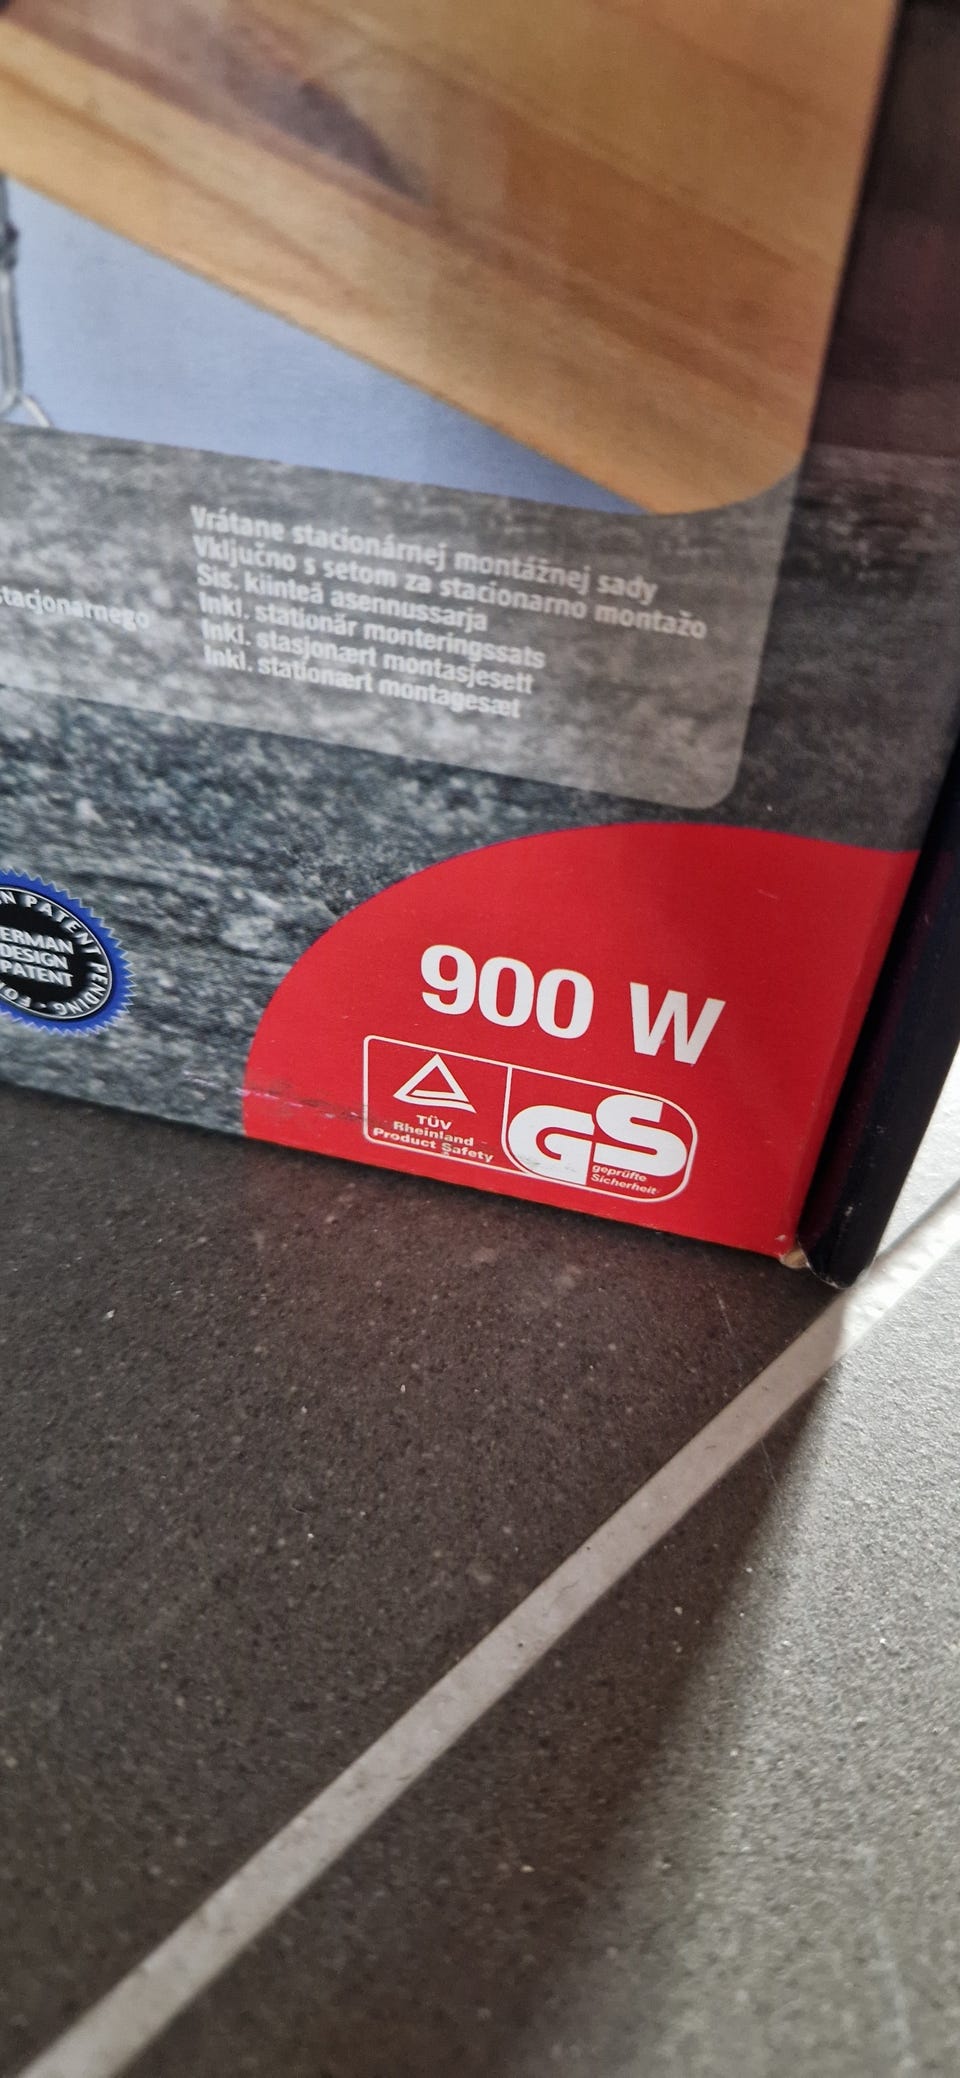 Vrátane stacionárnej montážnej sady
Vključno s setom za stacionarno montažo
Sis. kiinteä asennussarja
Inkl. stationär monteringssats
Inkl. stasjonært montasjesett
Inkl. stationært montagesæt
stacjonarnego
PATENT PENDING
DESIGN
PATENT
900 W
TÜV
Rheinland
Product Safety
GS
geprüfte
Sicherheit